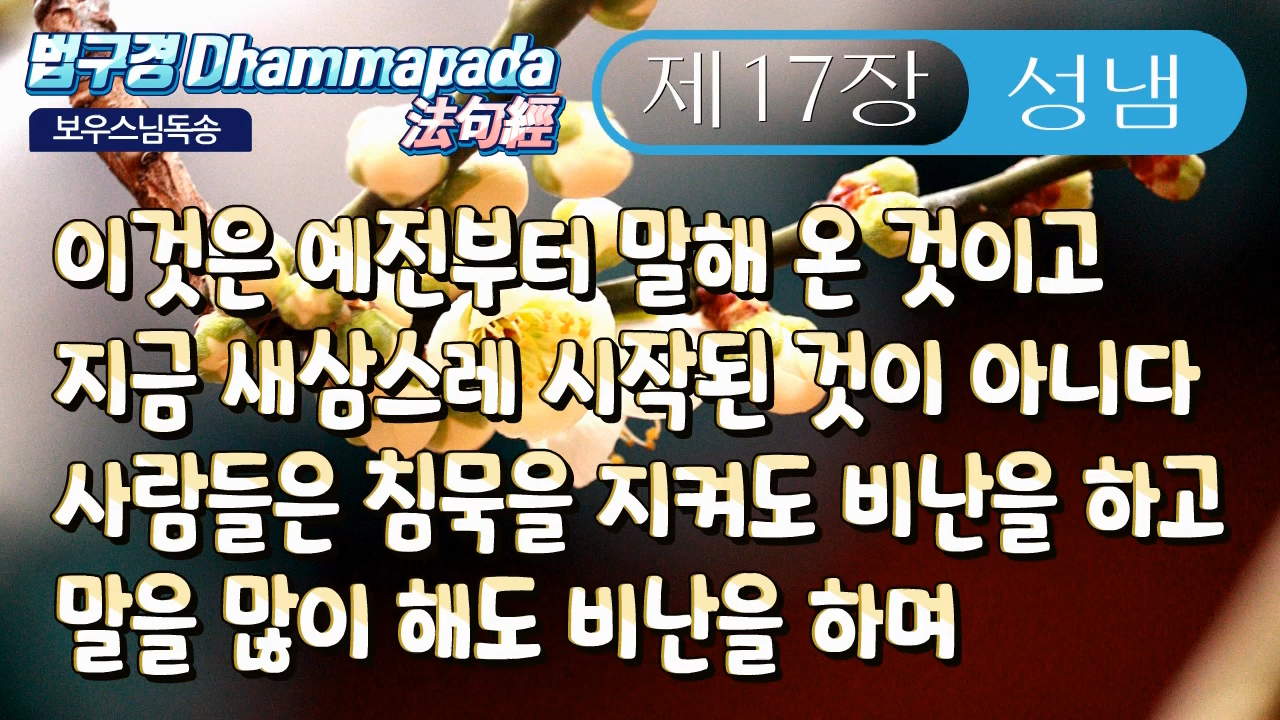 법구경 Dhammapada
法句經
보우스님독송
제17장 성냄
이것은 예전부터 말해 온 것이고
지금 새삼스레 시작된 것이 아니다
사람들은 침묵을 지켜도 비난을 하고
말을 많이 해도 비난을 하며